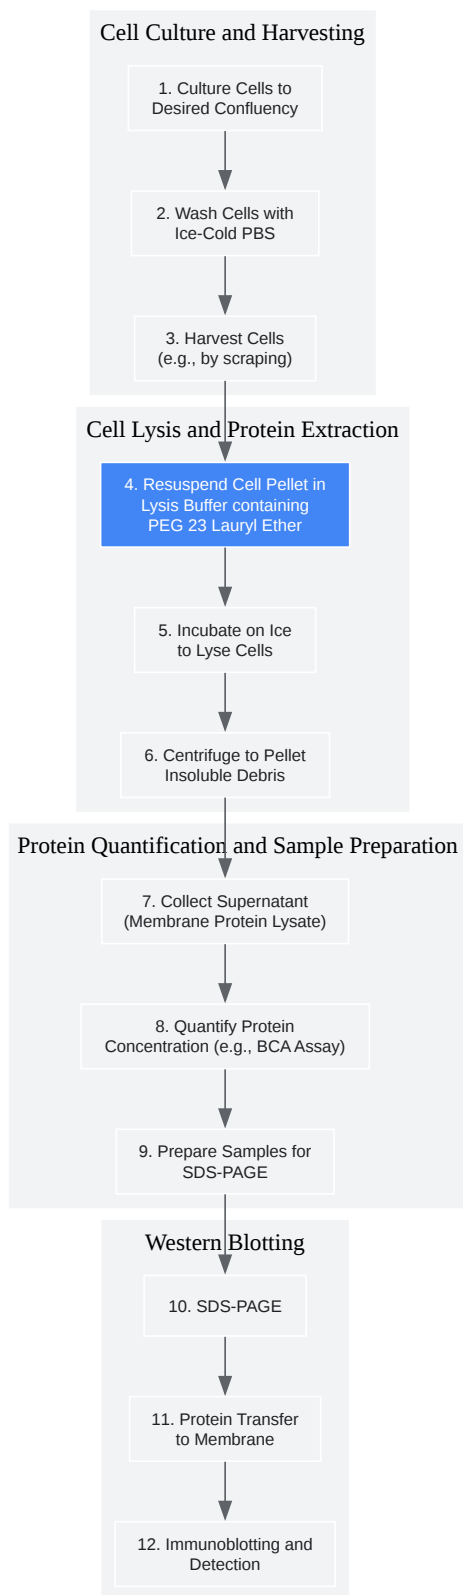 Cell Culture and Harvesting
1. Culture Cells to
Desired Confluency
2. Wash Cells with
Ice-Cold PBS
3. Harvest Cells
(e.g., by scraping)
Cell Lysis and Protein Extraction
4. Resuspend Cell Pellet in
Lysis Buffer containing
PEG 23 Lauryl Ether
5. Incubate on Ice
to Lyse Cells
6. Centrifuge to Pellet
Insoluble Debris
Protein Quantification and Sample Preparation
7. Collect Supernatant
(Membrane Protein Lysate)
8. Quantify Protein
Concentration (e.g., BCA Assay)
9. Prepare Samples for
SDS-PAGE
Western Blotting
10. SDS-PAGE
11. Protein Transfer
to Membrane
12. Immunoblotting and
Detection